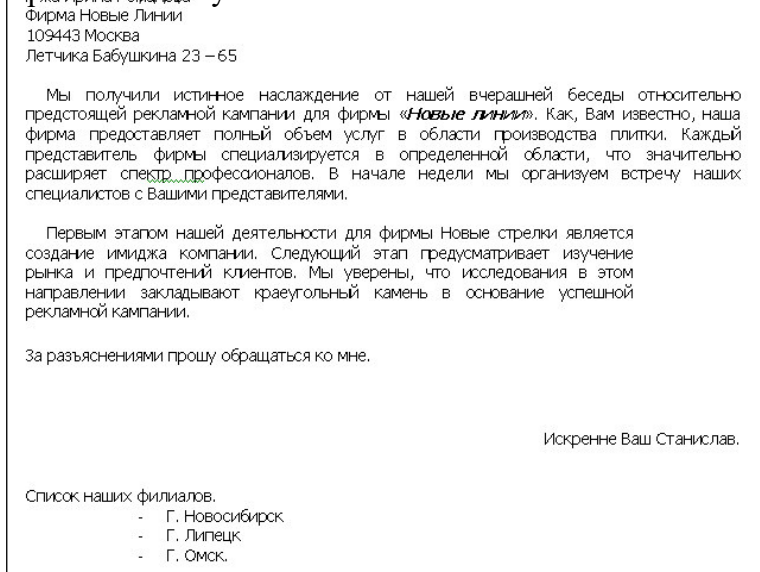 Фирма Новые Линии
109443 Москва
Летчика Бабушкина 23 – 65
Мы получили истинное наслаждение от нашей вчерашней беседы относительно
предстоящей рекламной кампании для фирмы «Новые линии». Как, Вам известно, наша
фирма предоставляет полный объем услуг в области производства плитки. Каждый
представитель фирмы специализируется в определенной области, что значительно
расширяет спектр профессионалов. В начале недели мы организуем встречу наших
специалистов с Вашими представителями.
Первым этапом нашей деятельности для фирмы Новые стрелки является
создание имиджа компании. Следующий этап предусматривает изучение
рынка и предпочтений клиентов. Мы уверены, что исследования в этом
направлении закладывают краеугольный камень в основание успешной
рекламной кампании.
За разъяснениями прошу обращаться ко мне.
Искренне Ваш Станислав.
Список наших филиалов.
- Г. Новосибирск
- Г. Липецк
- Г. Омск.